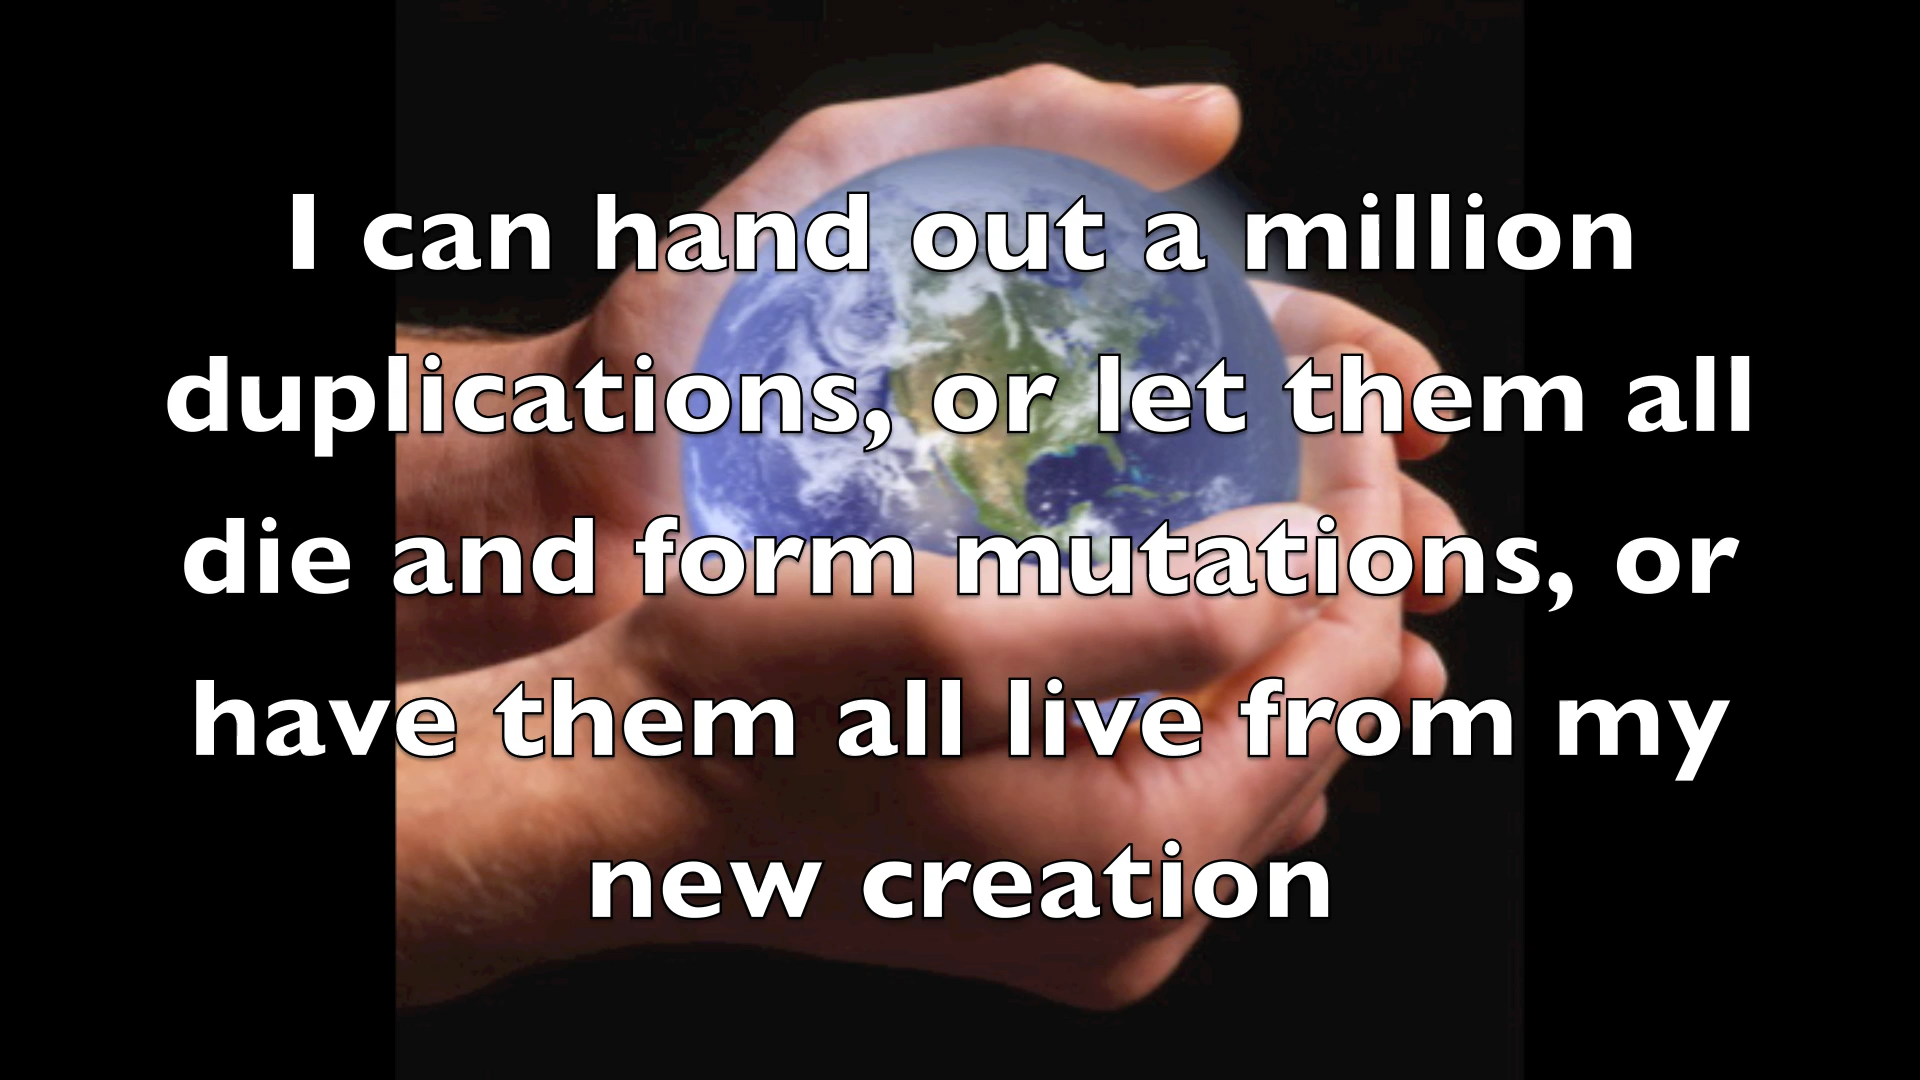 I can hand out a million
duplications, or let them all
die and form mutations, or
have them all live from my
new creation